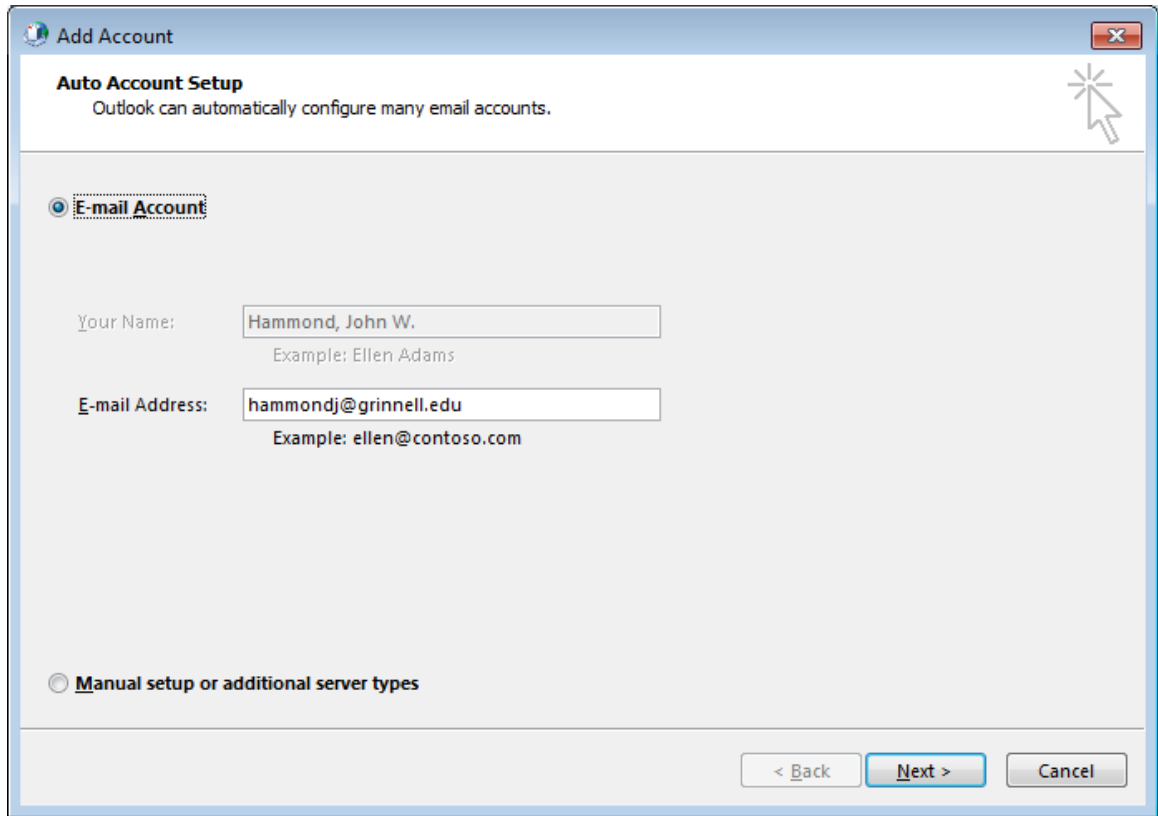 Add Account
Auto Account Setup
Outlook can automatically configure many email accounts.
E-mail Account
Your Name: Hammond, John W.
Example: Ellen Adams
E-mail Address: hammondj@grinnell.edu
Example: ellen@contoso.com
Manual setup or additional server types
< Back Next > Cancel